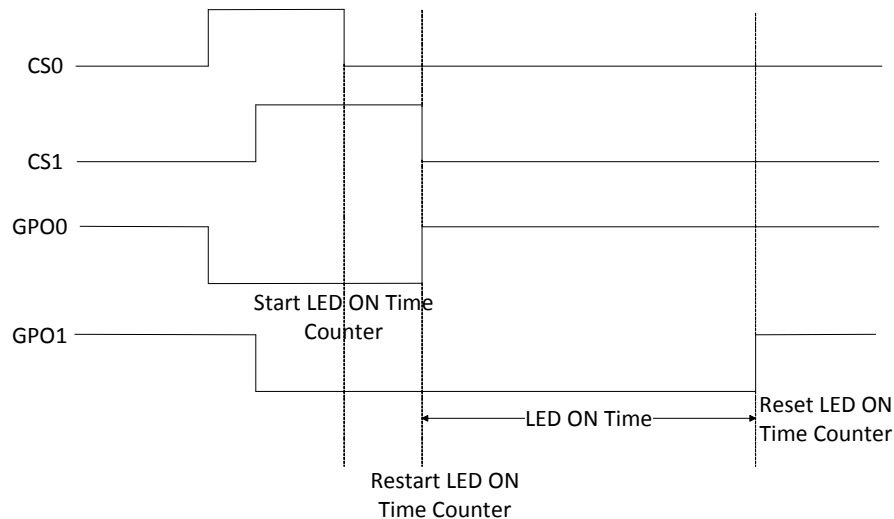 CS0
CS1
GPO0
Start LED ON Time
Counter
GPO1
LED ON Time
Reset LED ON
Time Counter
Restart LED ON
Time Counter